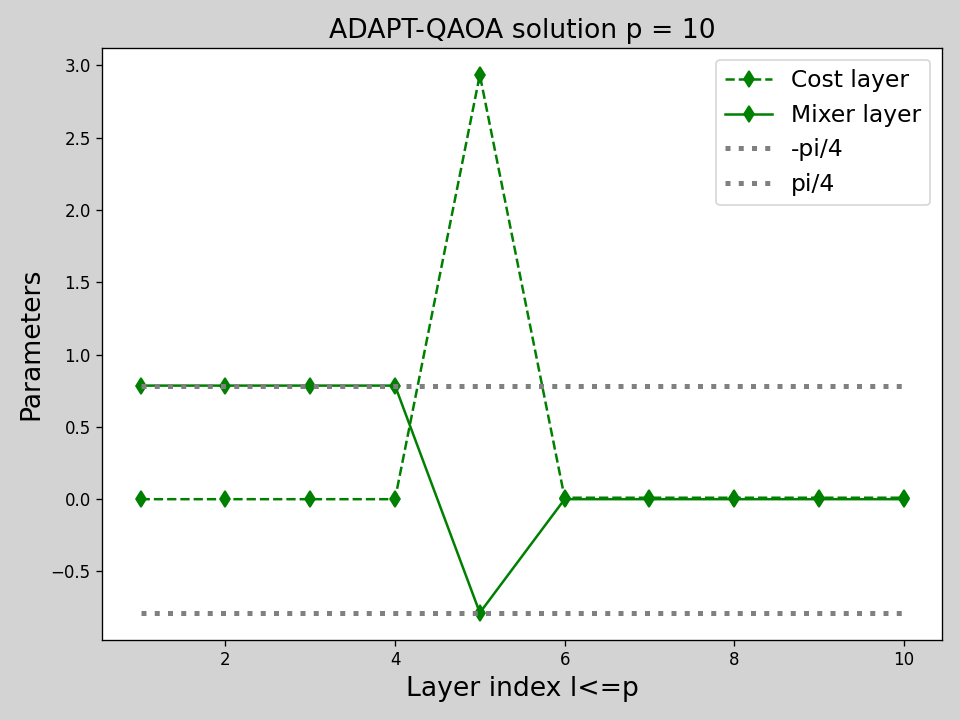 ADAPT-QAOA solution p = 10
Cost layer
Mixer layer
-pi/4
pi/4
3.0
2.5
2.0
1.5
1.0
0.5
0.0
−0.5
Parameters
2 4 6 8 10
Layer index l<=p